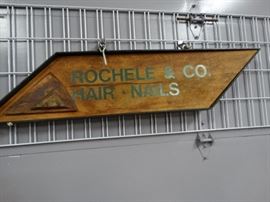 ROCHELE & CO.
HAIR · NAILS